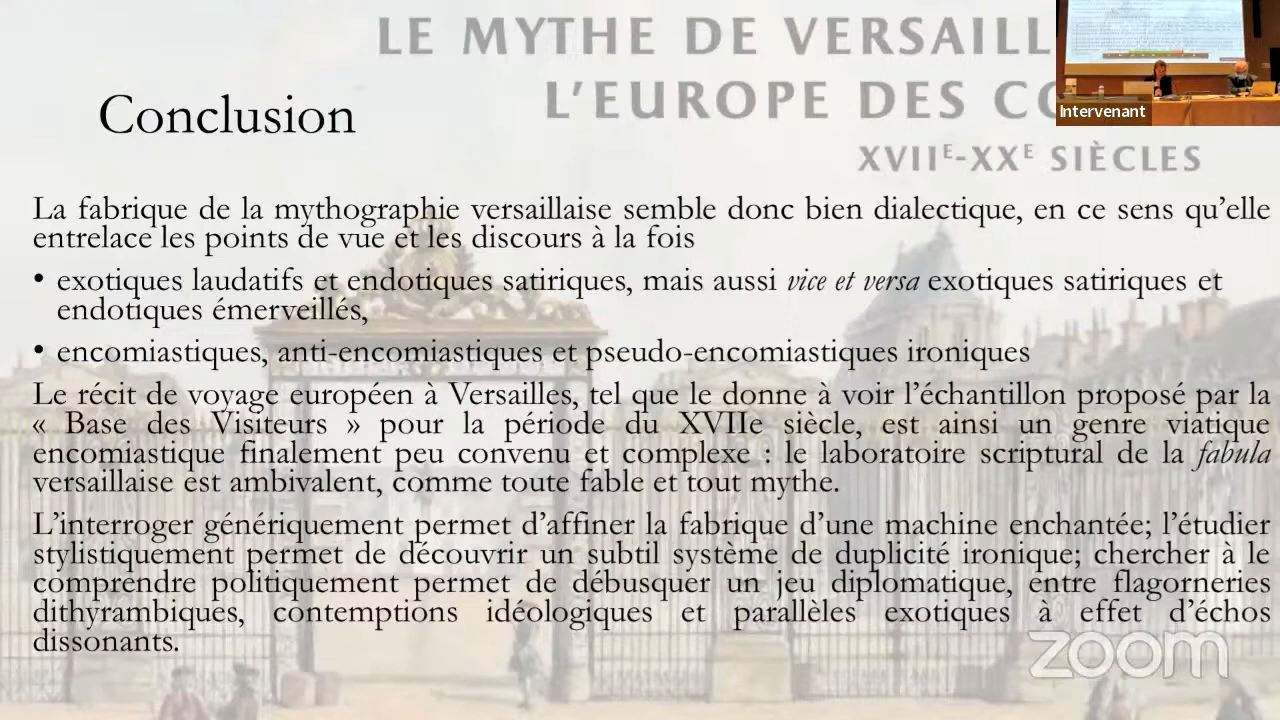 LE MYTHE DE VERSAILL
L'EUROPE DES CO
XVIIE-XXE SIÈCLES
Intervenant
Conclusion
La fabrique de la mythographie versaillaise semble donc bien dialectique, en ce sens qu'elle
entrelace les points de vue et les discours à la fois
• exotiques laudatifs et endotiques satiriques, mais aussi vice et versa exotiques satiriques et
endotiques émerveillés,
• encomiastiques, anti-encomiastiques et pseudo-encomiastiques ironiques
Le récit de voyage européen à Versailles, tel que le donne à voir l'échantillon proposé par la
« Base des Visiteurs » pour la période du XVIIe siècle, est ainsi un genre viatique
encomiastique finalement peu convenu et complexe : le laboratoire scriptural de la fabula
versaillaise est ambivalent, comme toute fable et tout mythe.
L'interroger génériquement permet d'affiner la fabrique d'une machine enchantée; l'étudier
stylistiquement permet de découvrir un subtil système de duplicité ironique; chercher à le
comprendre politiquement permet de débusquer un jeu diplomatique, entre flagorneries
dithyrambiques, contemptions idéologiques et parallèles exotiques à effet d'échos
dissonants.
zoom